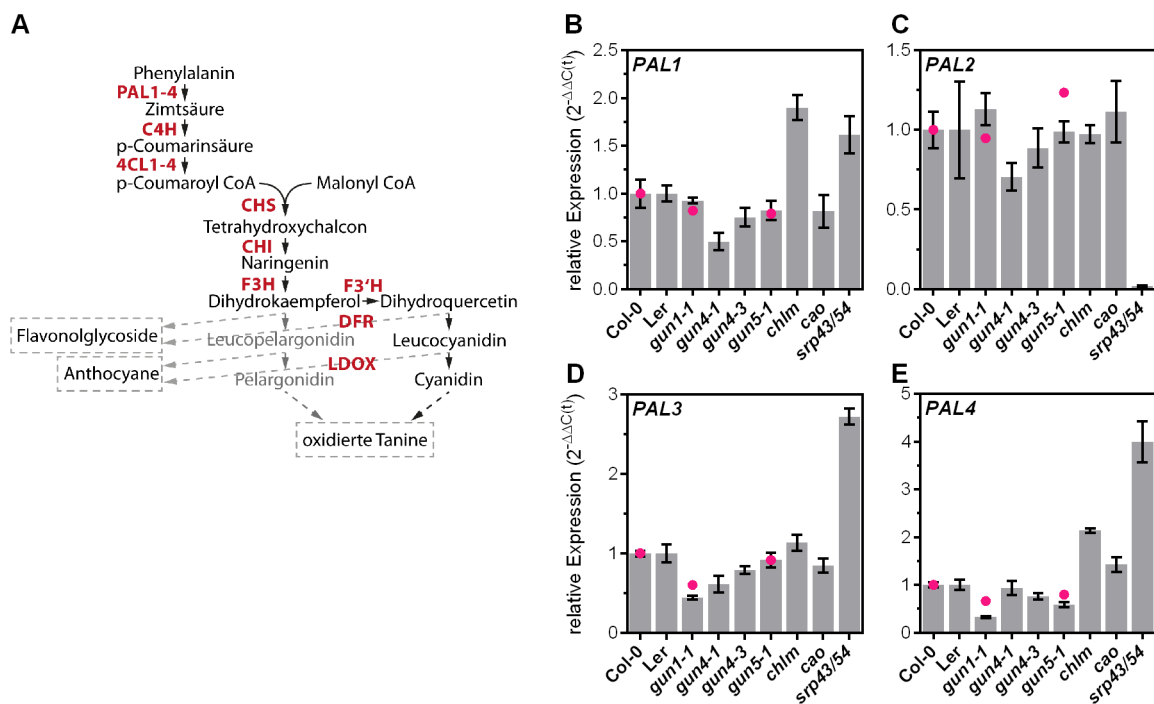 A
Phenylalanin
PAL1-4
Zimtsäure
C4H
p-Coumarinsäure
4CL1-4
p-Coumaroyl CoA Malonyl CoA
CHS
Tetrahydroxychalcon
CHI
Naringenin
F3H F3‘H
Dihydrokaempferol Dihydroquercetin
DFR
Flavonolglycoside Leucopelargonidin Leucocyanidin
LDOX
Anthocyane Pelargonidin Cyanidin
oxidierte Tanine
B
PAL1
relative Expression (2-ΔΔC(t))
2.5
2.0
1.5
1.0
0.5
0.0
Col-0
Ler
gun1-1
gun4-1
gun4-3
gun5-1
chlm
cao
srp43/54
C
PAL2
1.5
1.0
0.5
0.0
Col-0
Ler
gun1-1
gun4-1
gun4-3
gun5-1
chlm
cao
srp43/54
D
PAL3
relative Expression (2-ΔΔC(t))
3
2
1
0
Col-0
Ler
gun1-1
gun4-1
gun4-3
gun5-1
chlm
cao
srp43/54
E
PAL4
5
4
3
2
1
0
Col-0
Ler
gun1-1
gun4-1
gun4-3
gun5-1
chlm
cao
srp43/54